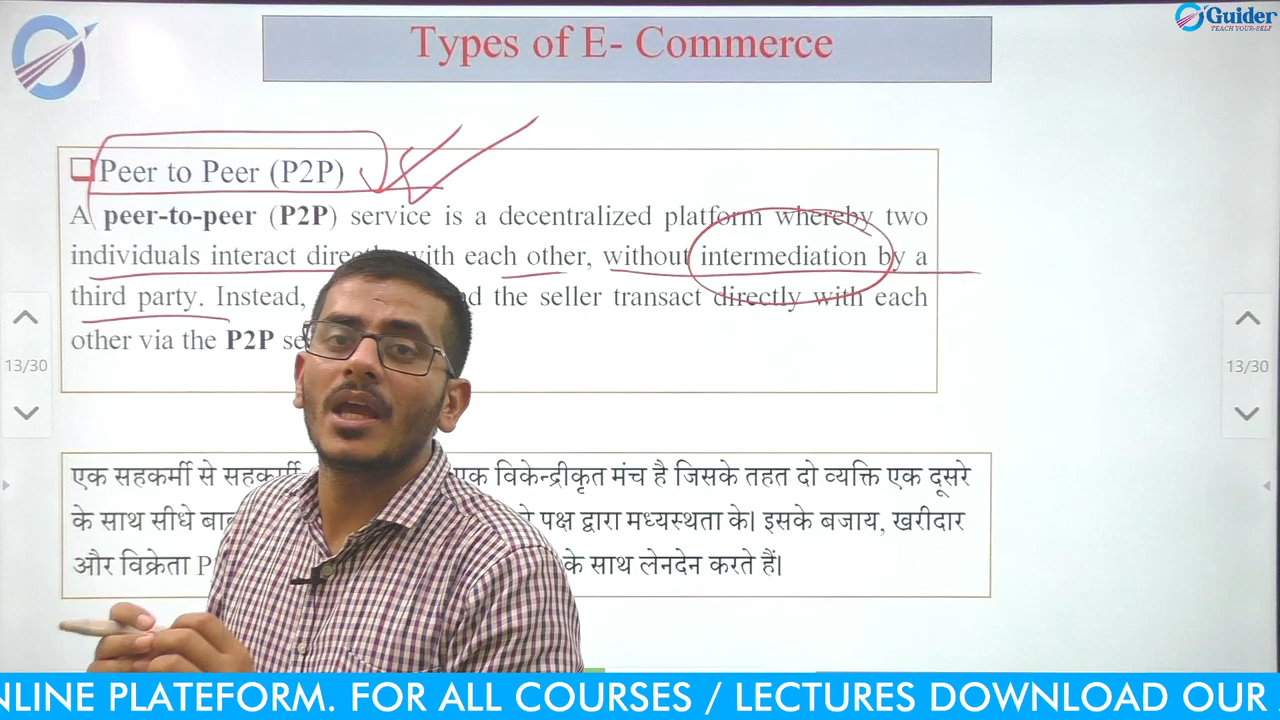 Types of E- Commerce
Guider
TEACH YOUR-SELF
Peer to Peer (P2P)
A peer-to-peer (P2P) service is a decentralized platform whereby two
individuals interact with each other, without intermediation by a
third party. Instead, the seller transact directly with each
other via the P2P
13/30
13/30
एक सहकर्मी से एक विकेन्द्रीकृत मंच है जिसके तहत दो व्यक्ति एक दूसरे
के साथ सीधे पक्ष द्वारा मध्यस्थता के। इसके बजाय, खरीदार
और विक्रेता के साथ लेनदेन करते हैं।
NLINE PLATEFORM. FOR ALL COURSES / LECTURES DOWNLOAD OUR